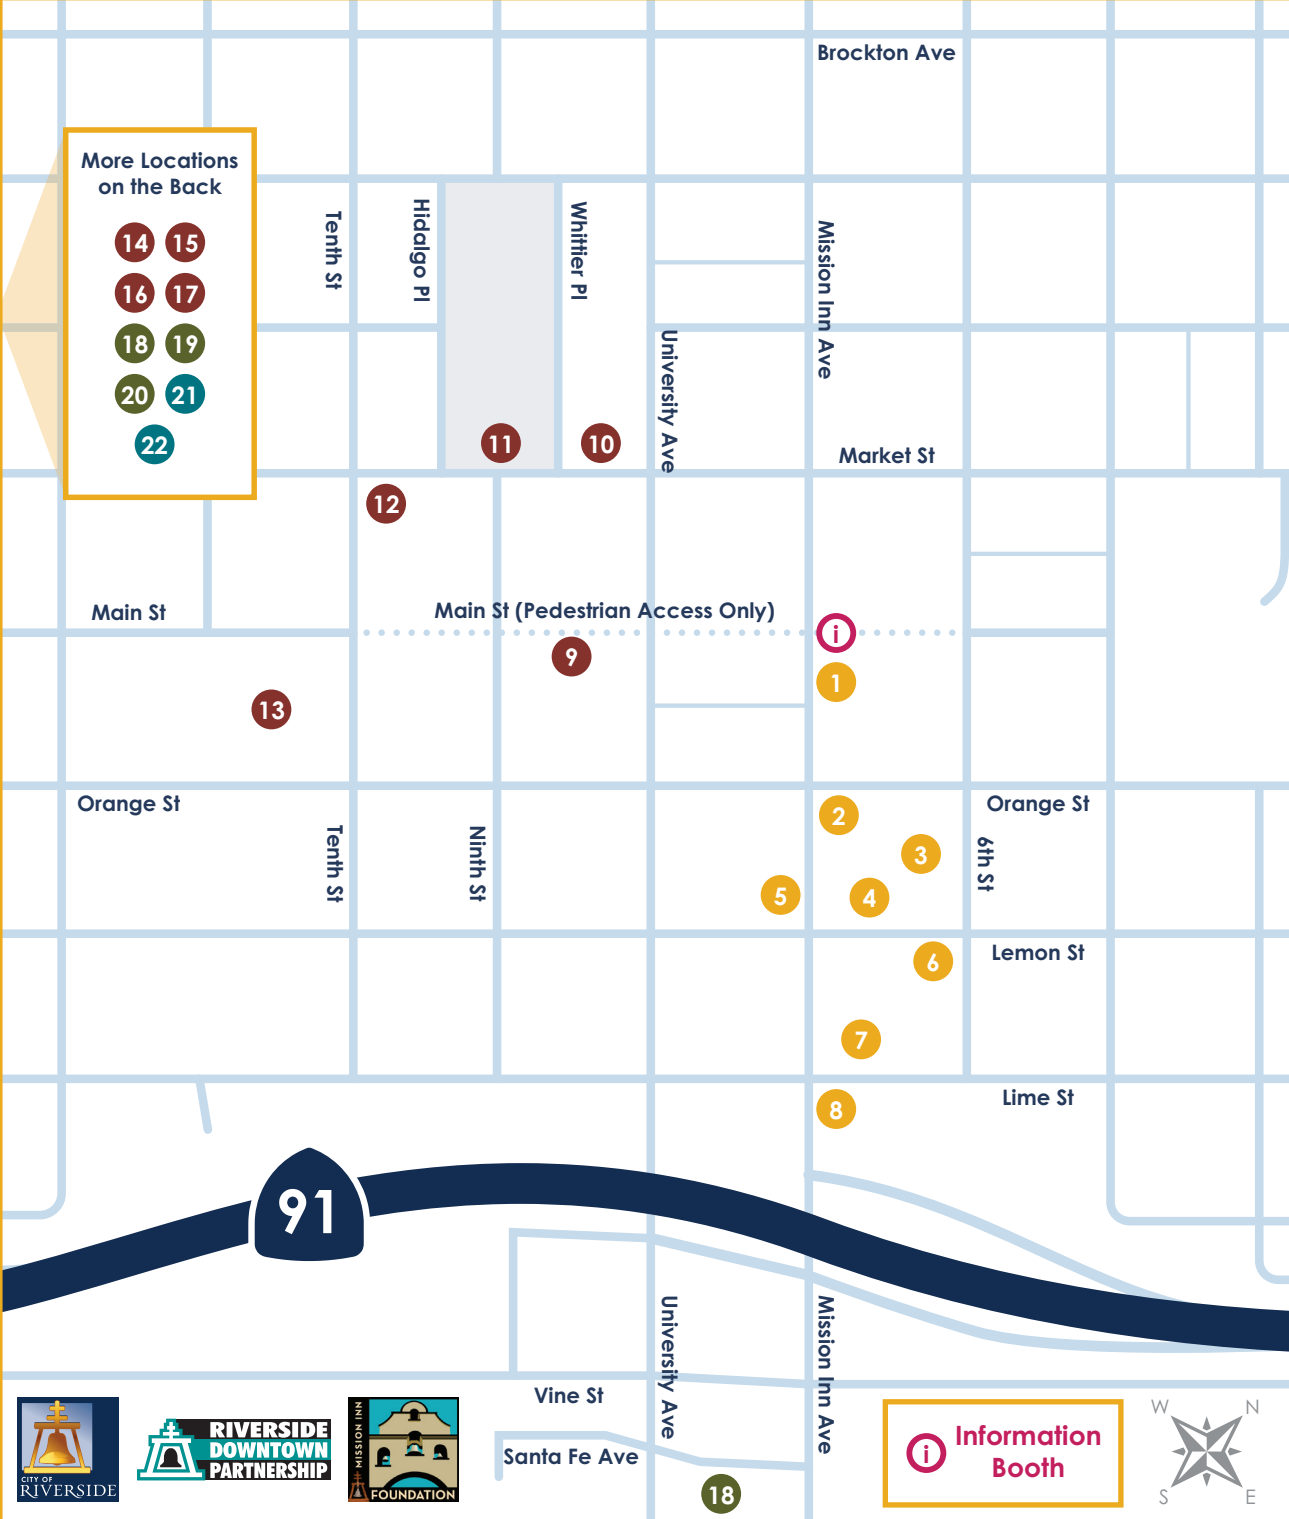 Brockton Ave
More Locations
on the Back
14 15
16 17
18 19
20 21
22
Tenth St
Hidalgo Pl
Whittier Pl
University Ave
Mission Inn Ave
11
10
Market St
12
Main St
Main St (Pedestrian Access Only)
i
9
1
13
Orange St
Orange St
2
Tenth St
Ninth St
3
6th St
5
4
Lemon St
6
7
Lime St
8
91
University Ave
Mission Inn Ave
Vine St
Santa Fe Ave
18
CITY OF
RIVERSIDE
RIVERSIDE
DOWNTOWN
PARTNERSHIP
MISSION INN
FOUNDATION
i
Information
Booth
W
N
S
E